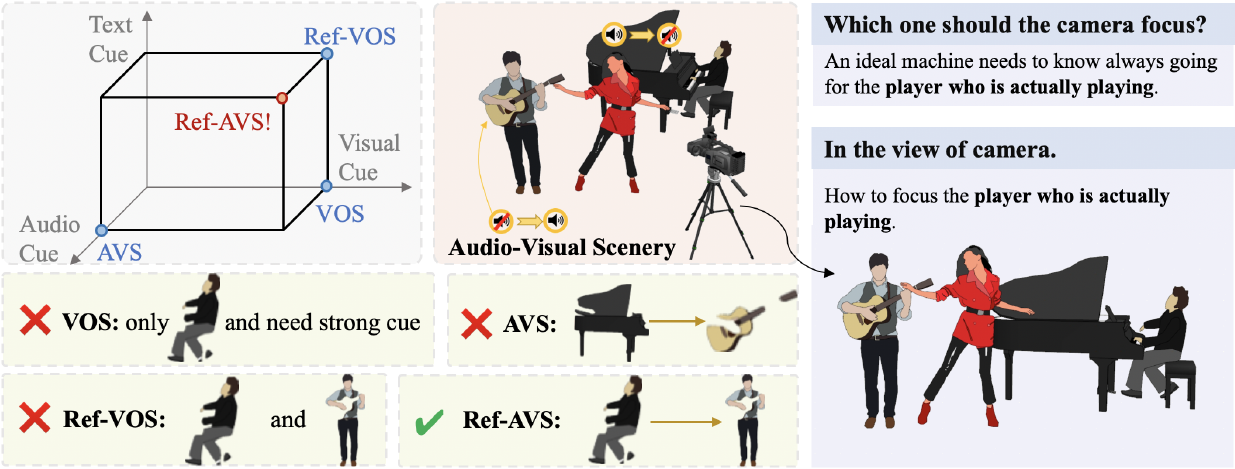 Text
Cue
Ref-VOS
Ref-AVS!
Visual
Cue
VOS
Audio
Cue
AVS
Audio-Visual Scenery
Which one should the camera focus?
An ideal machine needs to know always going
for the player who is actually playing.
In the view of camera.
How to focus the player who is actually
playing.
VOS: only and need strong cue
AVS:
Ref-VOS: and
Ref-AVS: